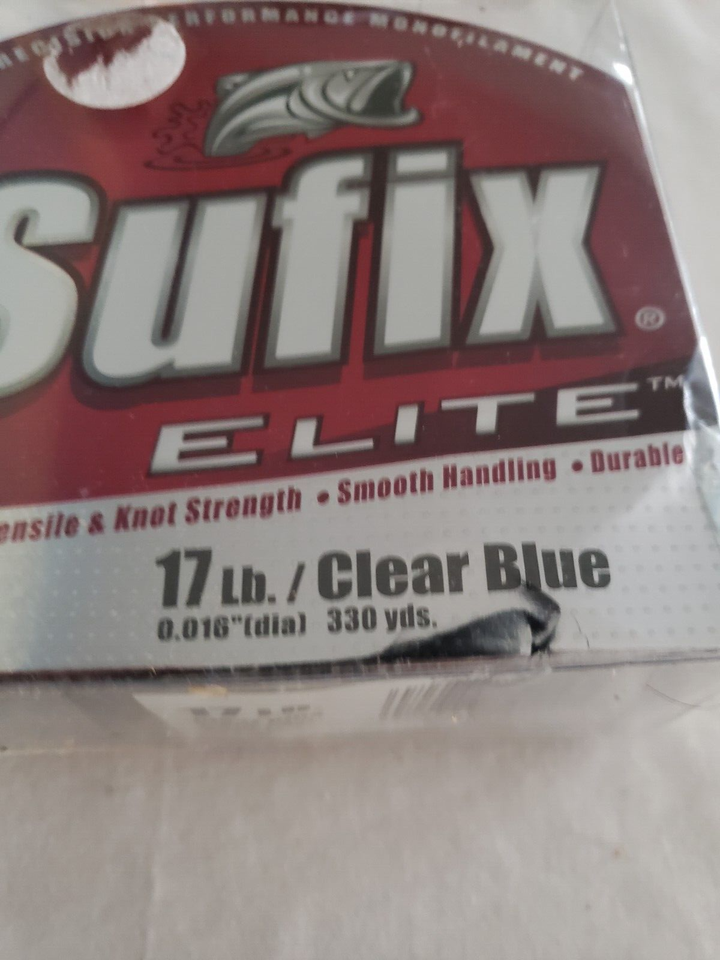 PERFORMANCE MONOFILAMENT
Sufix®
ELITE™
ensile & Knot Strength • Smooth Handling • Durable
17 Lb. / Clear Blue
0.016"(dia) 330 yds.